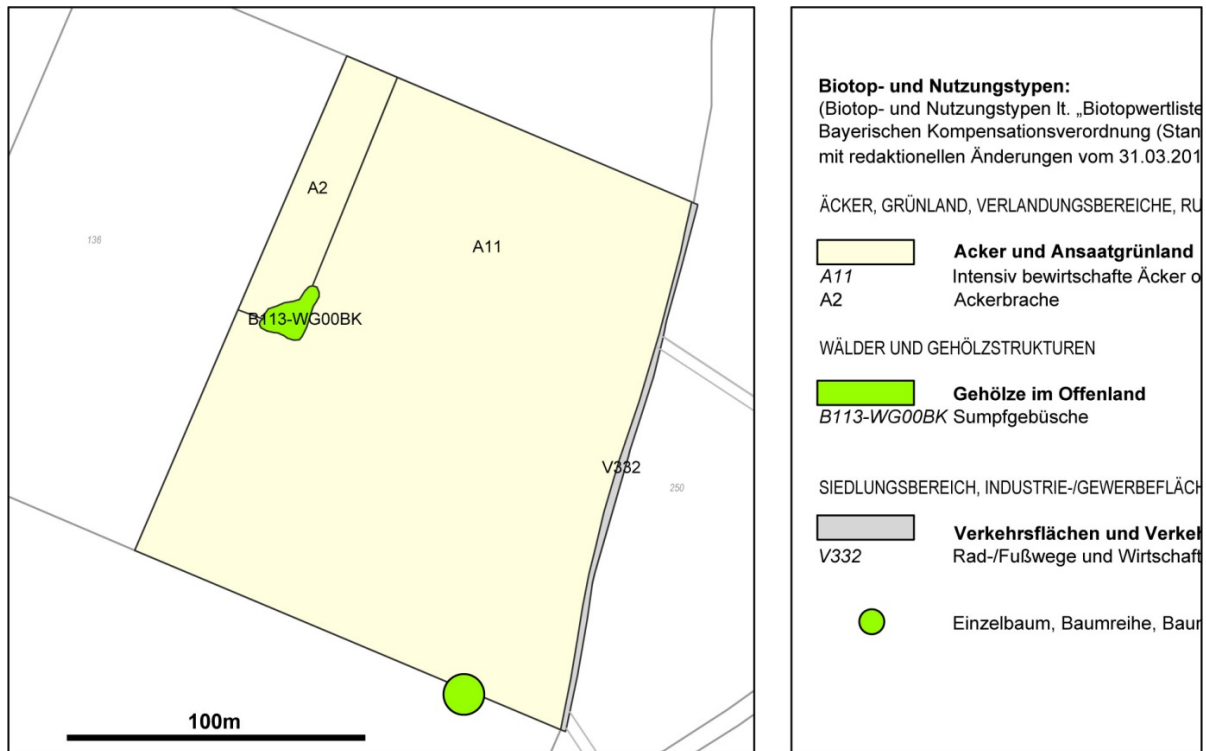 A2
136
A11
B113-WG00BK
V332
250
100m
Biotop- und Nutzungstypen:
(Biotop- und Nutzungstypen lt. „Biotopwertliste
Bayerischen Kompensationsverordnung (Stan
mit redaktionellen Änderungen vom 31.03.201
ÄCKER, GRÜNLAND, VERLANDUNGSBEREICHE, RU
Acker und Ansaatgrünland
A11 Intensiv bewirtschafte Äcker o
A2 Ackerbrache
WÄLDER UND GEHÖLZSTRUKTUREN
Gehölze im Offenland
B113-WG00BK Sumpfgebüsche
SIEDLUNGSBEREICH, INDUSTRIE-/GEWERBEFLÄCH
Verkehrsflächen und Verkeh
V332 Rad-/Fußwege und Wirtschaft
Einzelbaum, Baumreihe, Baur